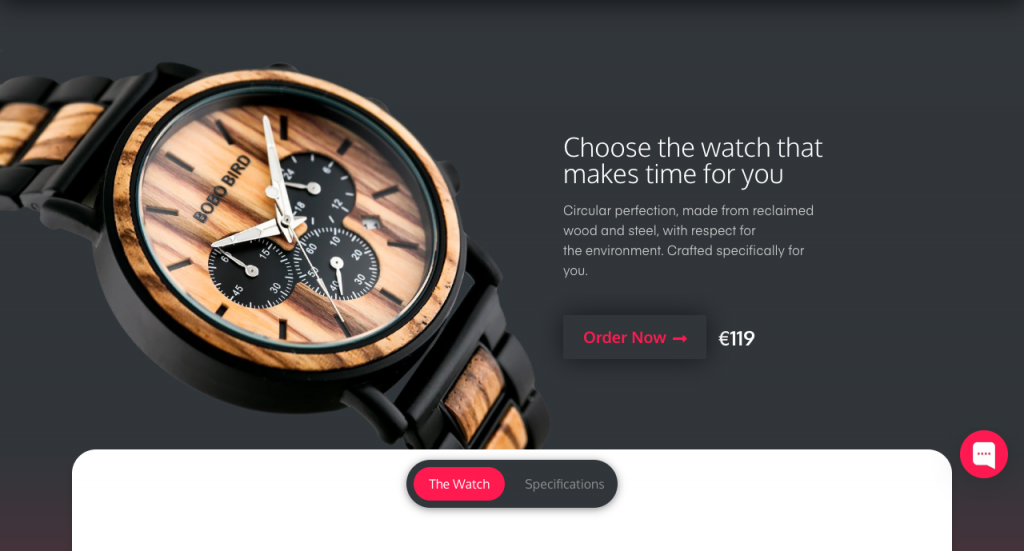 BOBO BIRD
24
6
18
12
60
15
45
30
60
10
50
20
40
30
Choose the watch that
makes time for you
Circular perfection, made from reclaimed
wood and steel, with respect for
the environment. Crafted specifically for
you.
Order Now → €119
The Watch Specifications